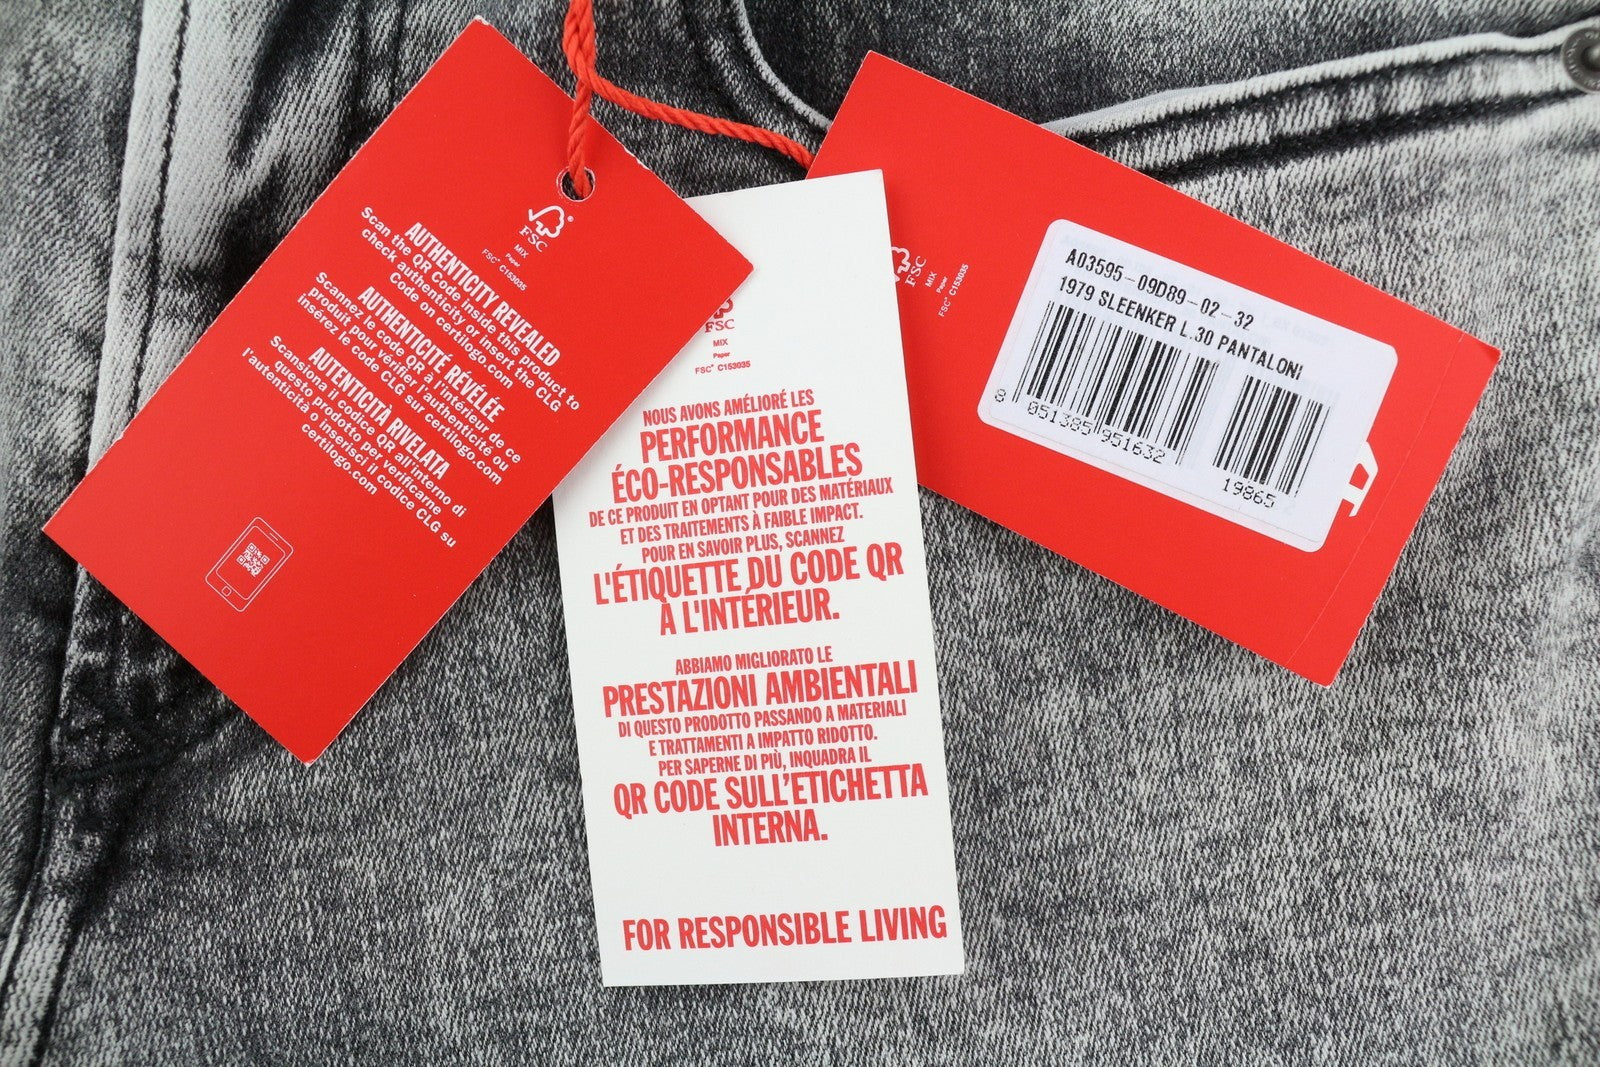 FSC®
MIX
Paper
FSC® C153035
AUTHENTICITY REVEALED
Scan the QR Code inside this product to
check authenticity or insert the CLG
Code on certilogo.com
AUTHENTICITÉ RÉVÉLÉE
Scannez le code QR à l'intérieur de ce
produit pour vérifier l'authenticité ou
insérez le code CLG sur certilogo.com
AUTENTICITÀ RIVELATA
Scansiona il codice QR all'interno di
questo prodotto per verificarne
l'autenticità o inserisci il codice CLG su
certilogo.com
FSC
MIX
Paper
FSC® C153035
NOUS AVONS AMÉLIORÉ LES
PERFORMANCE
ÉCO-RESPONSABLES
DE CE PRODUIT EN OPTANT POUR DES MATÉRIAUX
ET DES TRAITEMENTS À FAIBLE IMPACT.
POUR EN SAVOIR PLUS, SCANNEZ
L'ÉTIQUETTE DU CODE QR
À L'INTÉRIEUR.
ABBIAMO MIGLIORATO LE
PRESTAZIONI AMBIENTALI
DI QUESTO PRODOTTO PASSANDO A MATERIALI
E TRATTAMENTI A IMPATTO RIDOTTO.
PER SAPERNE DI PIÙ, INQUADRA IL
QR CODE SULL'ETICHETTA
INTERNA.
FOR RESPONSIBLE LIVING
FSC
MIX
Paper
FSC® C153035
A03595-09D89-02-32
1979 SLEENKER L.30 PANTALONI
8 051385 951632
19865